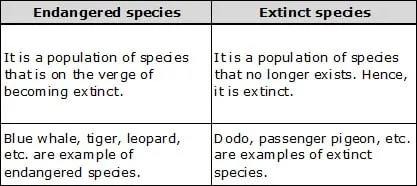 Endangered species
Extinct species
It is a population of species
that is on the verge of
becoming extinct.
It is a population of species
that no longer exists. Hence,
it is extinct.
Blue whale, tiger, leopard,
etc. are example of
endangered species.
Dodo, passenger pigeon, etc.
are examples of extinct
species.